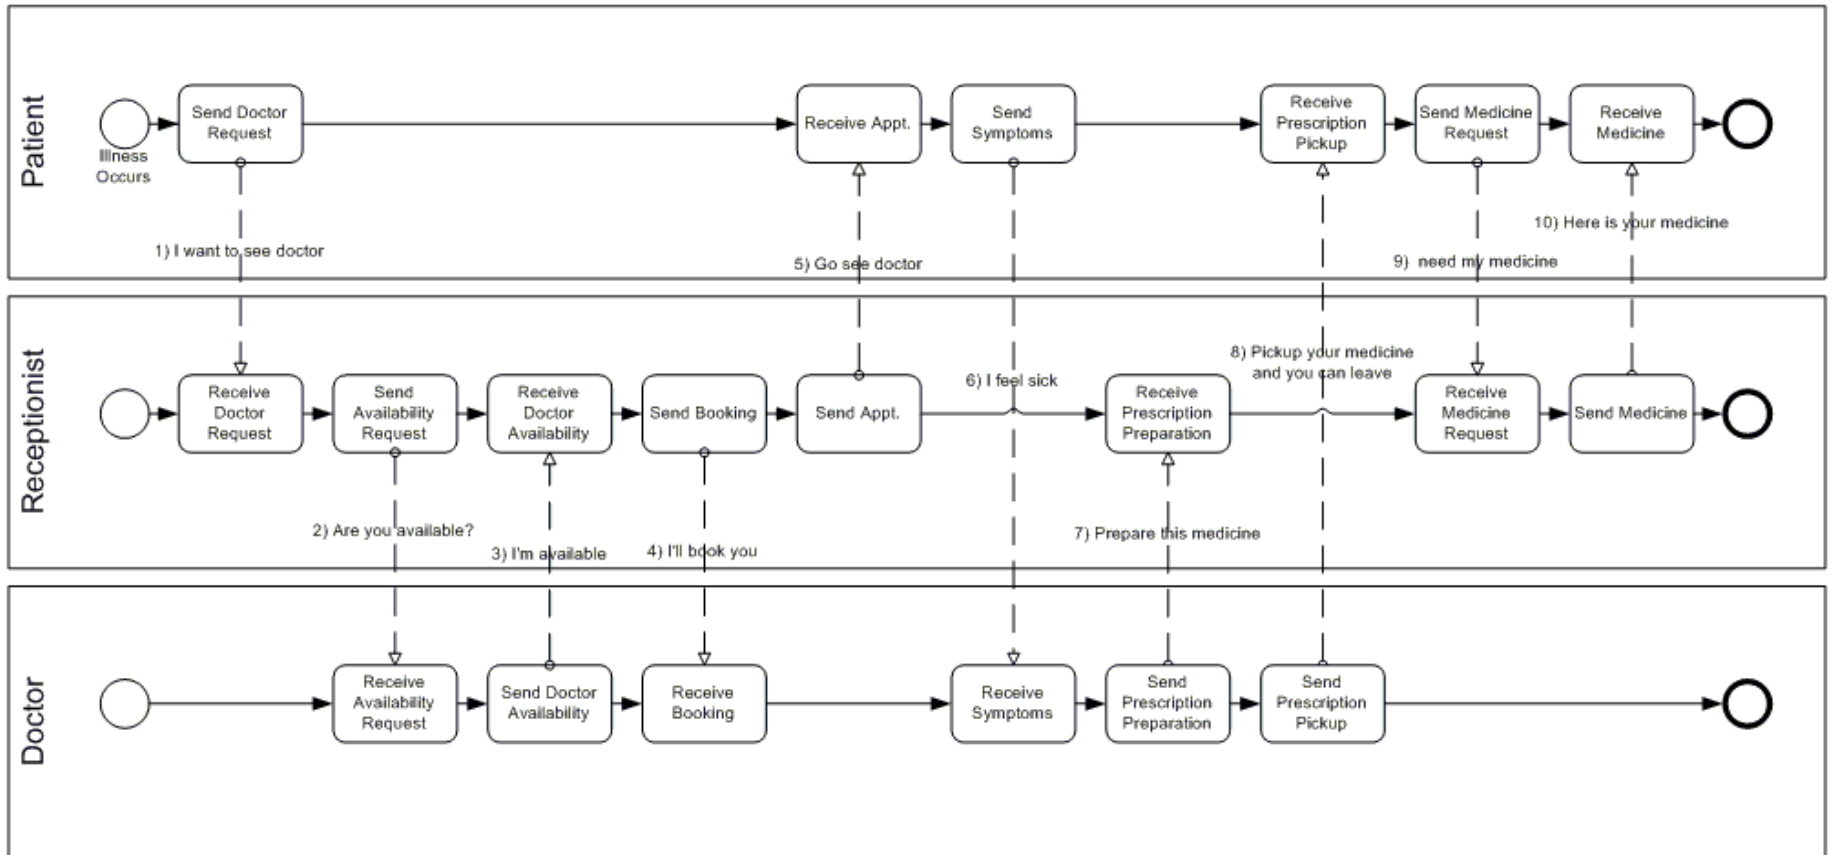 Patient
Illness
Occurs
Send Doctor
Request
Receive Appt.
Send
Symptoms
Receive
Prescription
Pickup
Send Medicine
Request
Receive
Medicine
1) I want to see doctor
5) Go see doctor
9) need my medicine
10) Here is your medicine
Receptionist
Receive
Doctor
Request
Send
Availability
Request
Receive
Doctor
Availability
Send Booking
Send Appt.
6) I feel sick
Receive
Prescription
Preparation
8) Pickup your medicine
and you can leave
Receive
Medicine
Request
Send Medicine
2) Are you available?
3) I'm available
4) I'll book you
7) Prepare this medicine
Doctor
Receive
Availability
Request
Send Doctor
Availability
Receive
Booking
Receive
Symptoms
Send
Prescription
Preparation
Send
Prescription
Pickup